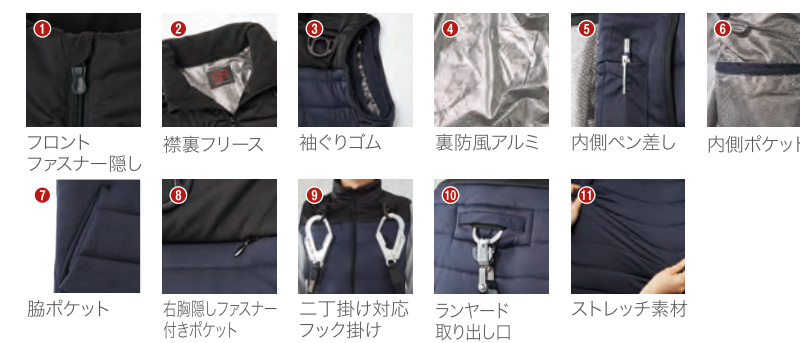 1
フロント
ファスナー隠し
2
襟裏フリース
3
袖ぐりゴム
4
裏防風アルミ
5
内側ペン差し
6
内側ポケット
7
脇ポケット
8
右胸隠しファスナー
付きポケット
9
二丁掛け対応
フック掛け
10
ランヤード
取り出し口
11
ストレッチ素材